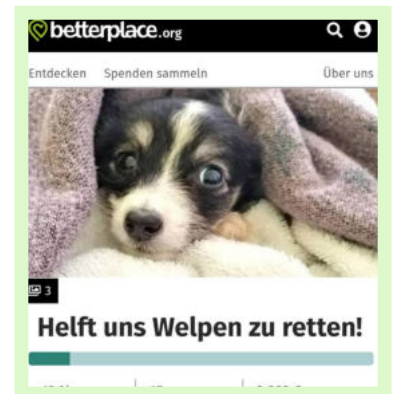 betterplace.org
Entdecken Spenden sammeln Über uns
3
Helft uns Welpen zu retten!